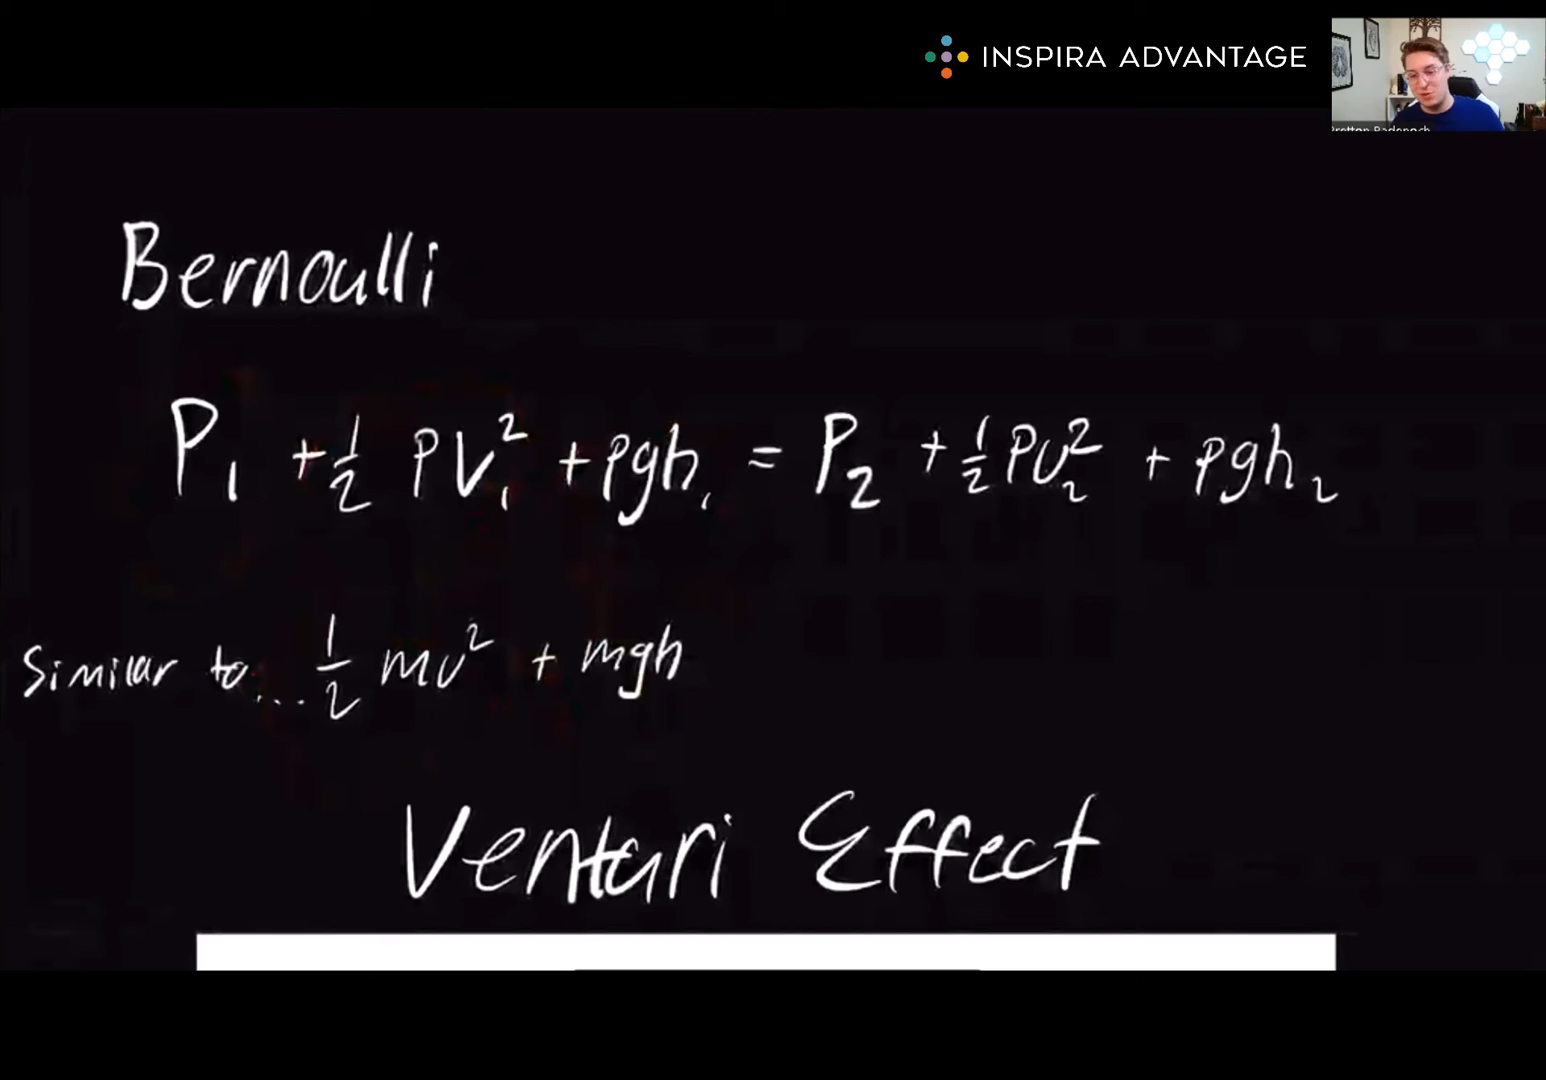 INSPIRA ADVANTAGE
Bernoulli
P₁ + ½ ρv₁² + ρgh₁ = P₂ + ½ ρv₂² + ρgh₂
Similar to... ½ mv² + mgh
Venturi Effect